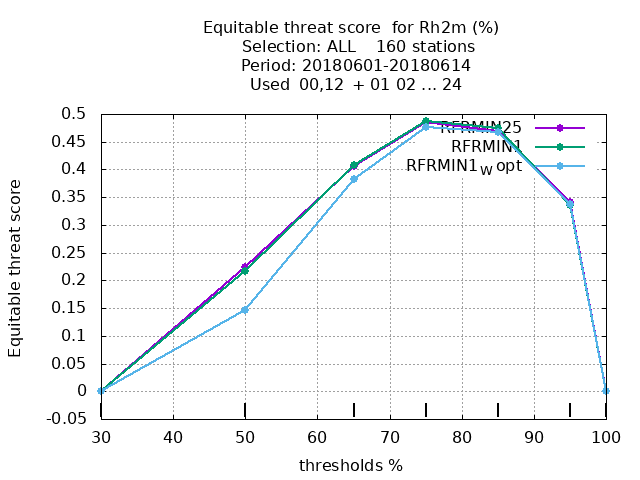 Equitable threat score  for Rh2m (%)
Selection: ALL    160 stations
Period: 20180601-20180614
Used  00,12  + 01 02 ... 24
0.5
0.45
0.4
0.35
0.3
0.25
0.2
0.15
0.1
0.05
0
-0.05
Equitable threat score
RFRMIN25
RFRMIN1
RFRMIN1W opt
30
40
50
60
70
80
90
100
thresholds %